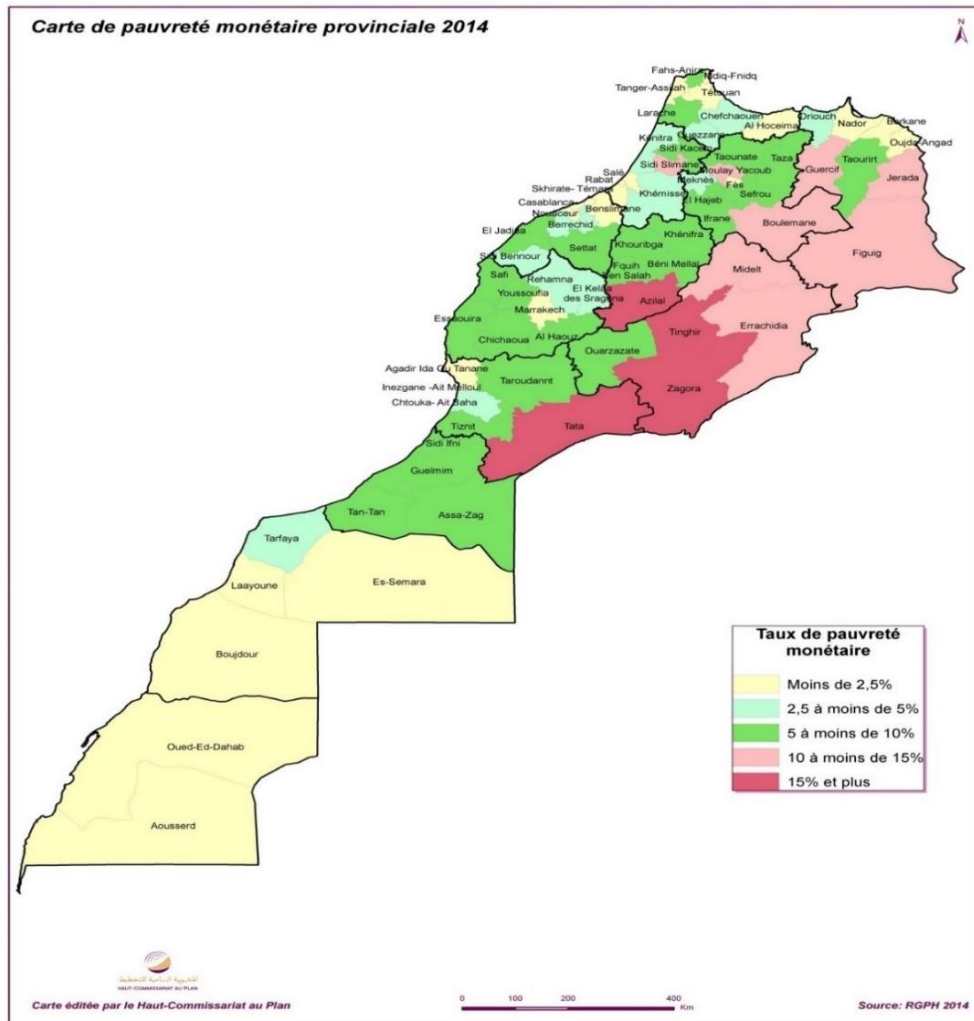 Carte de pauvreté monétaire provinciale 2014
N
Fahs-Anjra
Mdiq-Fnidq
Tanger-Assilah
Tétouan
Larache
Chefchaouen
Al Hoceima
Driouch
Nador
Berkane
Oujda-Angad
Ouezzane
Kénitra
Sidi Kacem
Sidi Slimane
Taounate
Taza
Taourirt
Guercif
Jerada
Moulay Yacoub
Salé
Rabat
Meknès
Fès
Skhirate- Témara
Khémisset
Sefrou
El Hajeb
Casablanca
Nouaceur
Benslimane
Berrechid
Ifrane
Boulemane
El Jadida
Settat
Khouribga
Khénifra
Figuig
Sidi Bennour
Fquih
Ben Salah
Béni Mellal
Midelt
Safi
Rehamna
Youssoufia
El Kelâa
des Sraghna
Azilal
Marrakech
Essaouira
Tinghir
Errachidia
Al Haouz
Chichaoua
Ouarzazate
Agadir Ida Ou Tanane
Taroudannt
Inezgane -Ait Melloul
Zagora
Chtouka- Ait Baha
Tiznit
Tata
Sidi Ifni
Guelmim
Tan-Tan
Assa-Zag
Tarfaya
Laayoune
Es-Semara
Boujdour
Oued-Ed-Dahab
Aousserd
Taux de pauvreté
monétaire
Moins de 2,5%
2,5 à moins de 5%
5 à moins de 10%
10 à moins de 15%
15% et plus
المندوبية السامية للتخطيط
HAUT-COMMISSARIAT AU PLAN
Carte éditée par le Haut-Commissariat au Plan
0 100 200 400
Km
Source: RGPH 2014